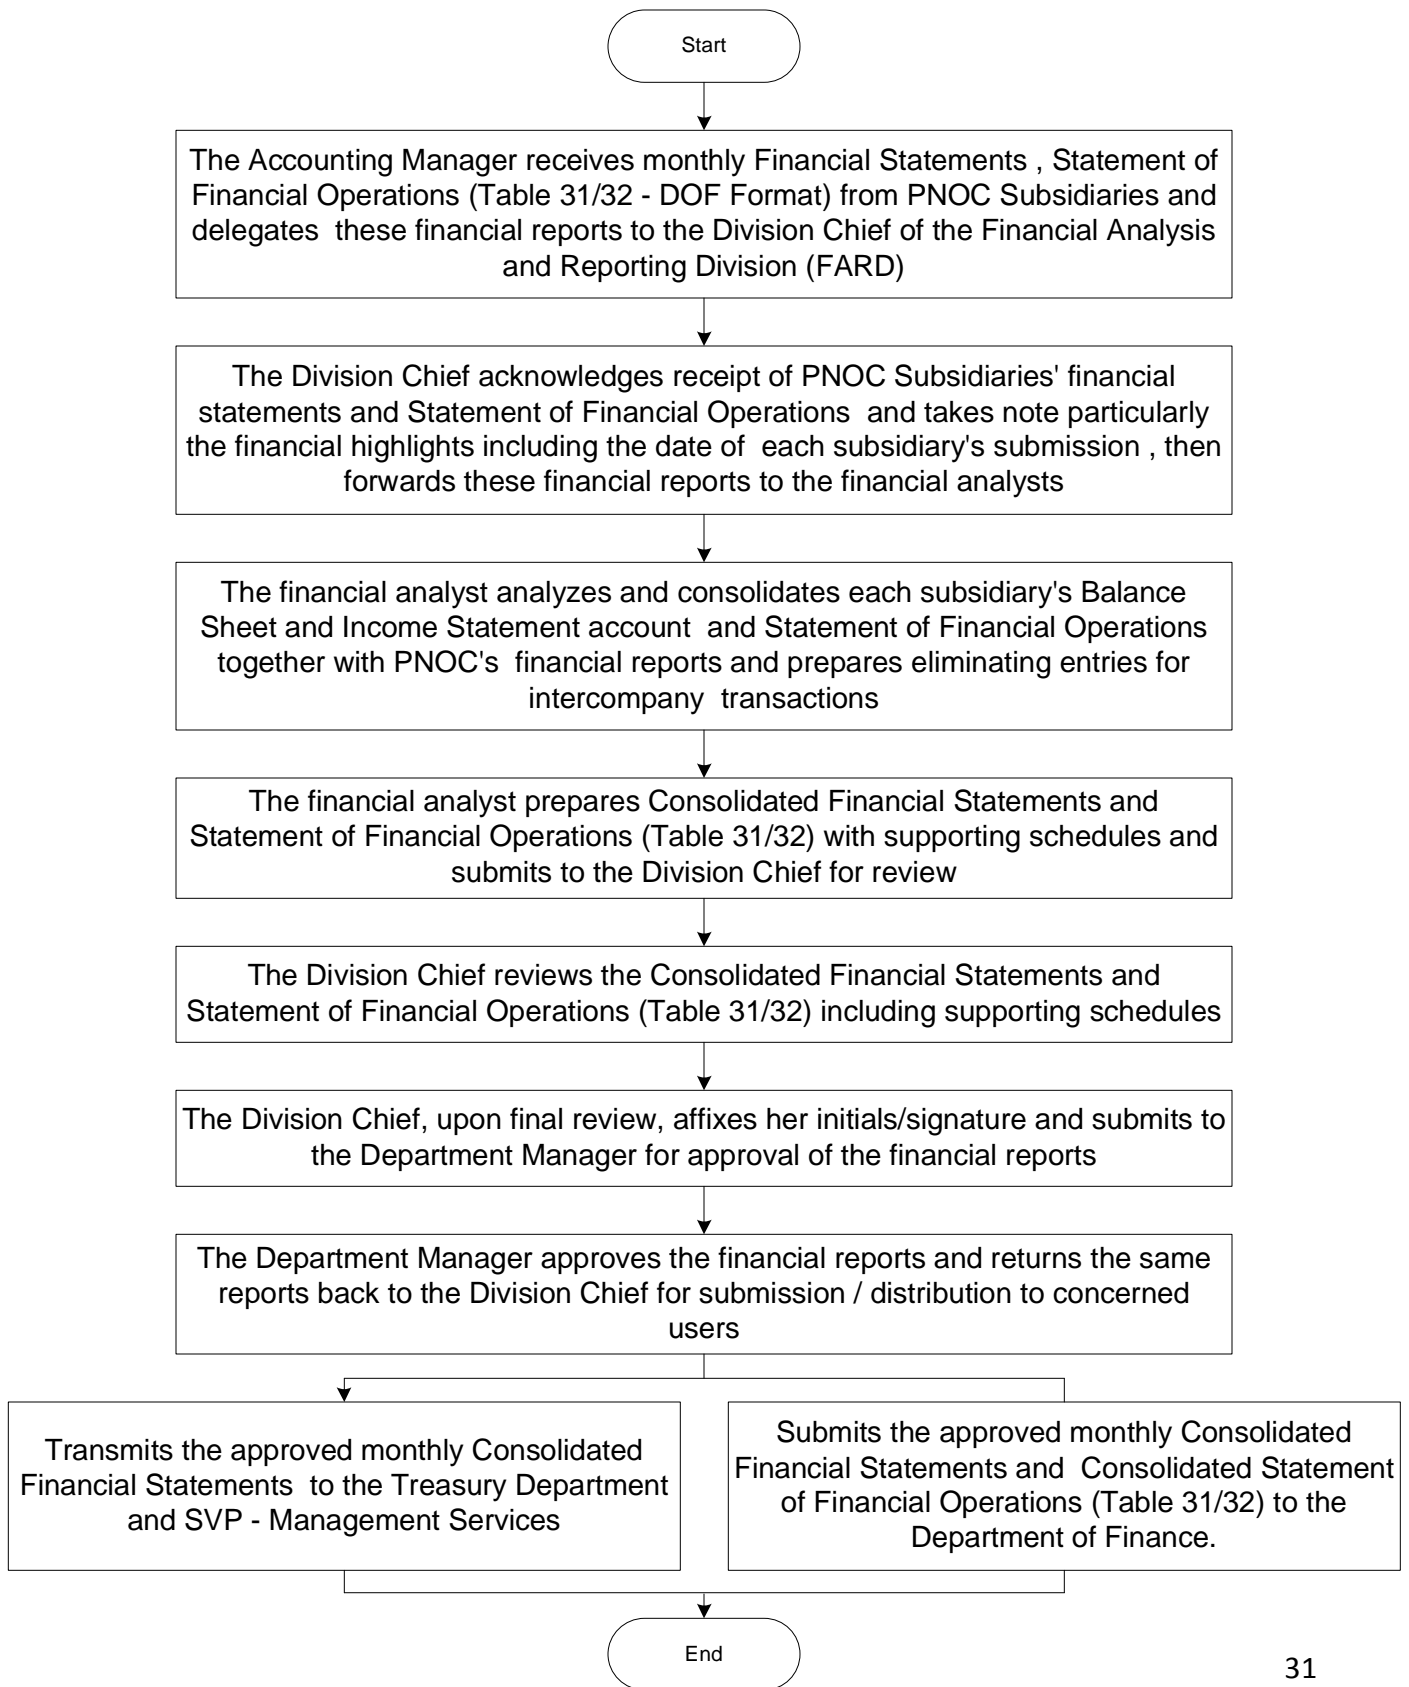 Start
The Accounting Manager receives monthly Financial Statements , Statement of
Financial Operations (Table 31/32 - DOF Format) from PNOC Subsidiaries and
delegates  these financial reports to the Division Chief of the Financial Analysis
and Reporting Division (FARD)
The Division Chief acknowledges receipt of PNOC Subsidiaries' financial
statements and Statement of Financial Operations  and takes note particularly
the financial highlights including the date of  each subsidiary's submission , then
forwards these financial reports to the financial analysts
The financial analyst analyzes and consolidates each subsidiary's Balance
Sheet and Income Statement account  and Statement of Financial Operations
together with PNOC's  financial reports and prepares eliminating entries for
intercompany  transactions
The financial analyst prepares Consolidated Financial Statements and
Statement of Financial Operations (Table 31/32) with supporting schedules and
submits to the Division Chief for review
The Division Chief reviews the Consolidated Financial Statements and
Statement of Financial Operations (Table 31/32) including supporting schedules
The Division Chief, upon final review, affixes her initials/signature and submits to
the Department Manager for approval of the financial reports
The Department Manager approves the financial reports and returns the same
reports back to the Division Chief for submission / distribution to concerned
users
Transmits the approved monthly Consolidated
Financial Statements  to the Treasury Department
and SVP - Management Services
Submits the approved monthly Consolidated
Financial Statements and  Consolidated Statement
of Financial Operations (Table 31/32) to the
Department of Finance.
End
31